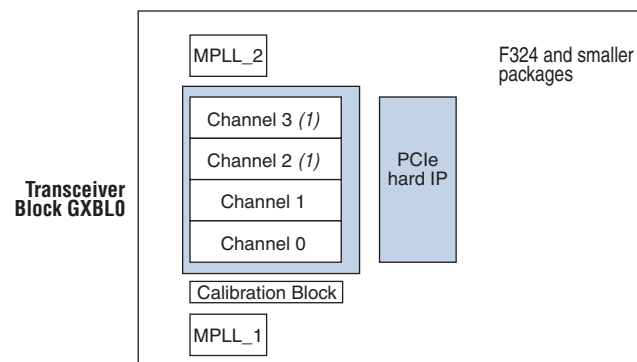 MPLL_2
F324 and smaller
packages
Channel 3 (1)
Channel 2 (1)
Channel 1
Channel 0
PCIe
hard IP
Transceiver
Block GXBL0
Calibration Block
MPLL_1